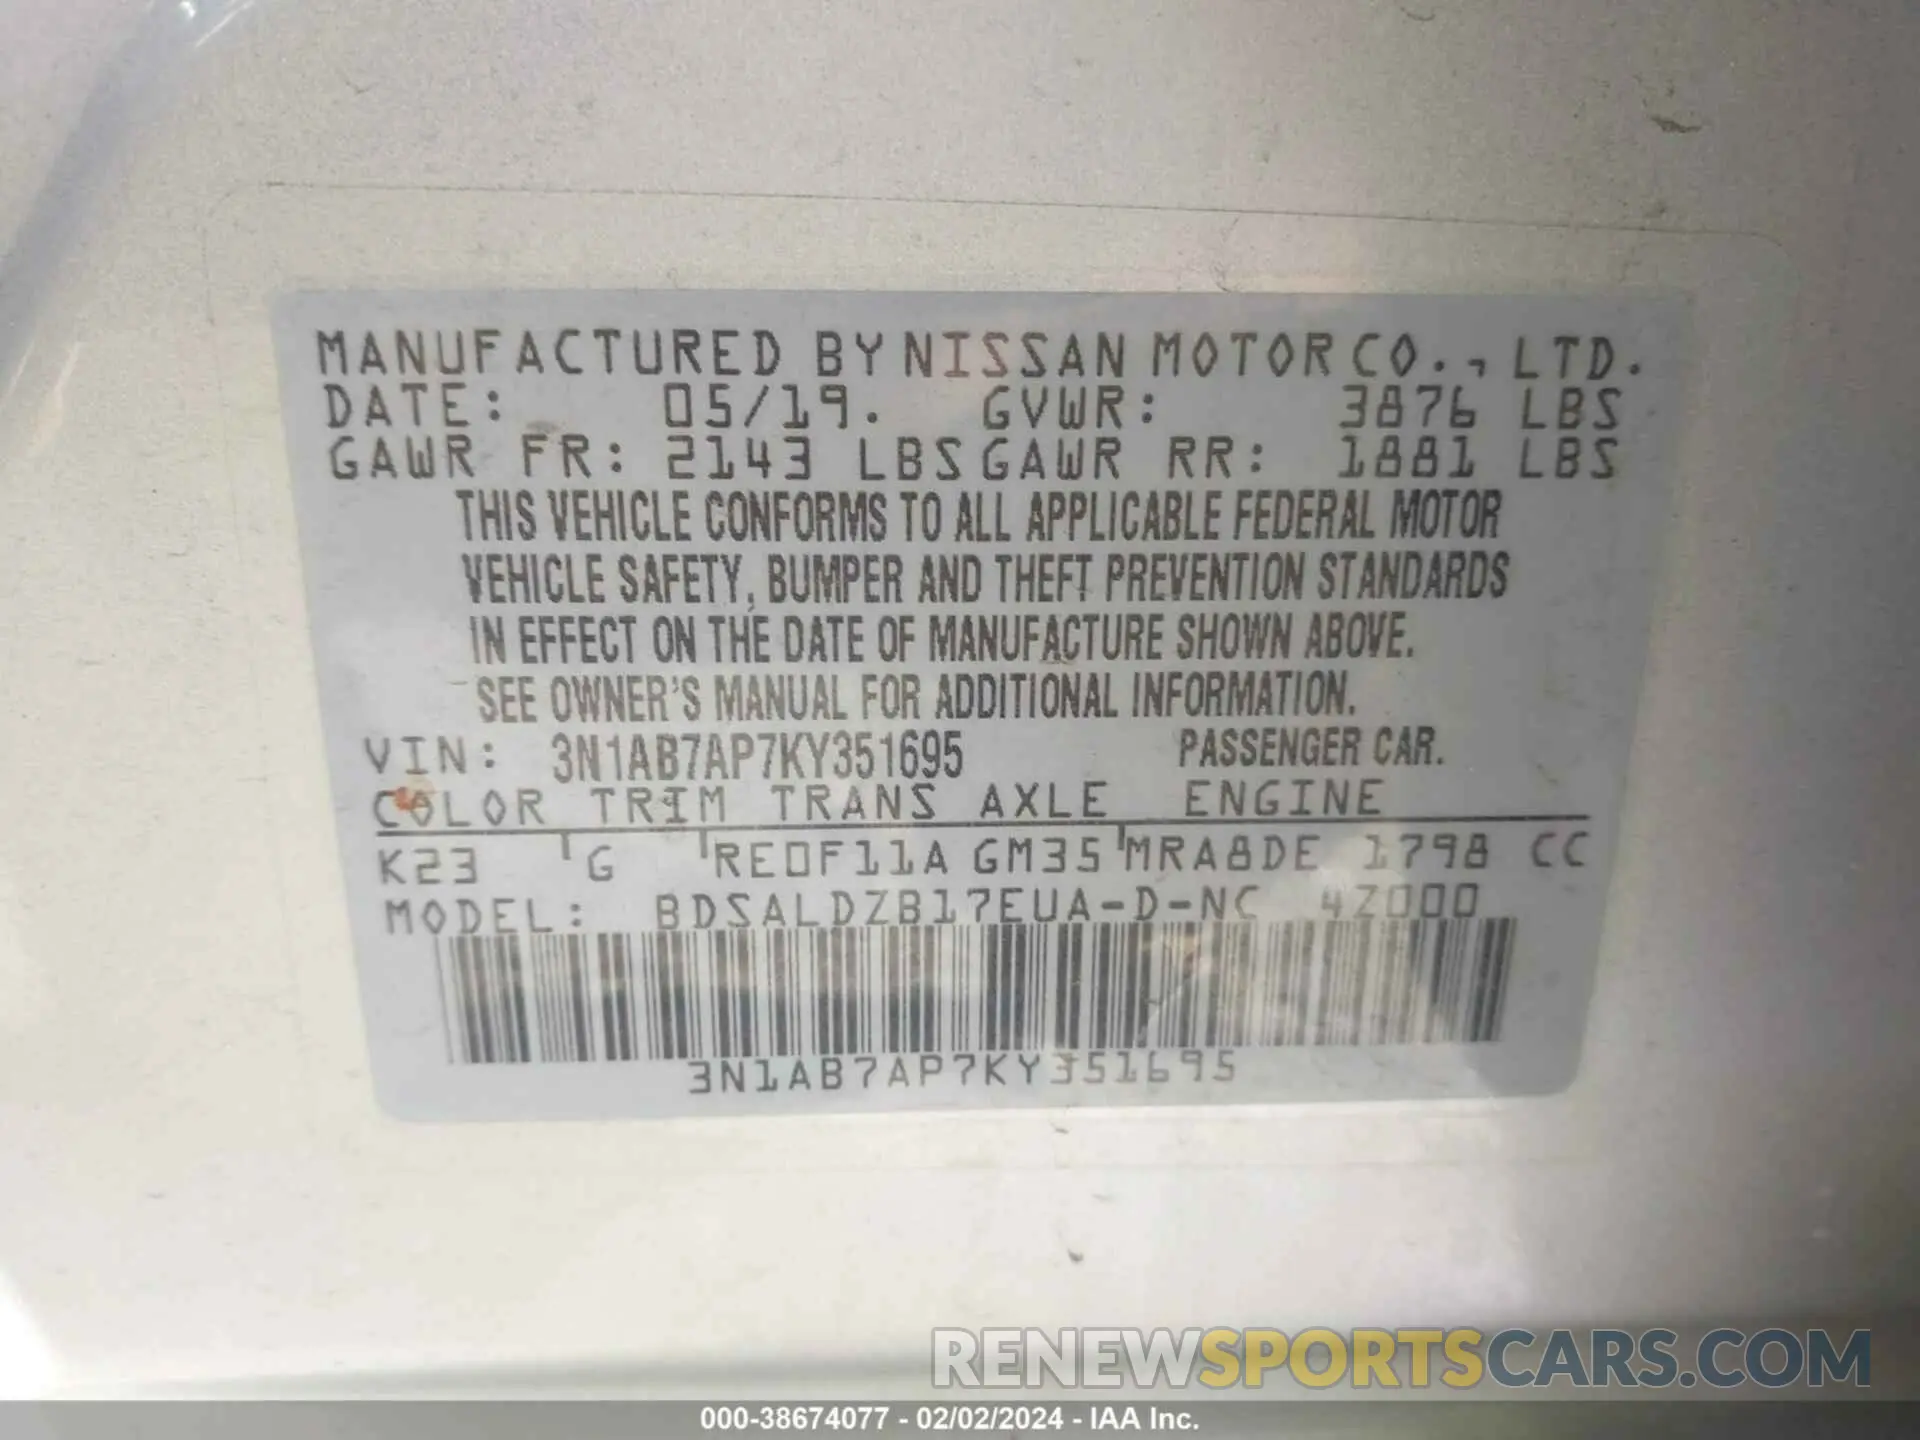 MANUFACTURED BY NISSAN MOTOR CO., LTD.
DATE: 05/19. GVWR: 3876 LBS
GAWR FR: 2143 LBS GAWR RR: 1881 LBS
THIS VEHICLE CONFORMS TO ALL APPLICABLE FEDERAL MOTOR
VEHICLE SAFETY, BUMPER AND THEFT PREVENTION STANDARDS
IN EFFECT ON THE DATE OF MANUFACTURE SHOWN ABOVE.
SEE OWNER'S MANUAL FOR ADDITIONAL INFORMATION.
VIN: 3N1AB7AP7KY351695 PASSENGER CAR.
COLOR TRIM TRANS AXLE ENGINE
K23 G RE0F11A GM35 MRA8DE 1798 CC
MODEL: BDSALDZB17EUA-D-NC 4Z000
3N1AB7AP7KY351695
RENEWSPORTSCARS.COM
000-38674077 - 02/02/2024 - IAA Inc.